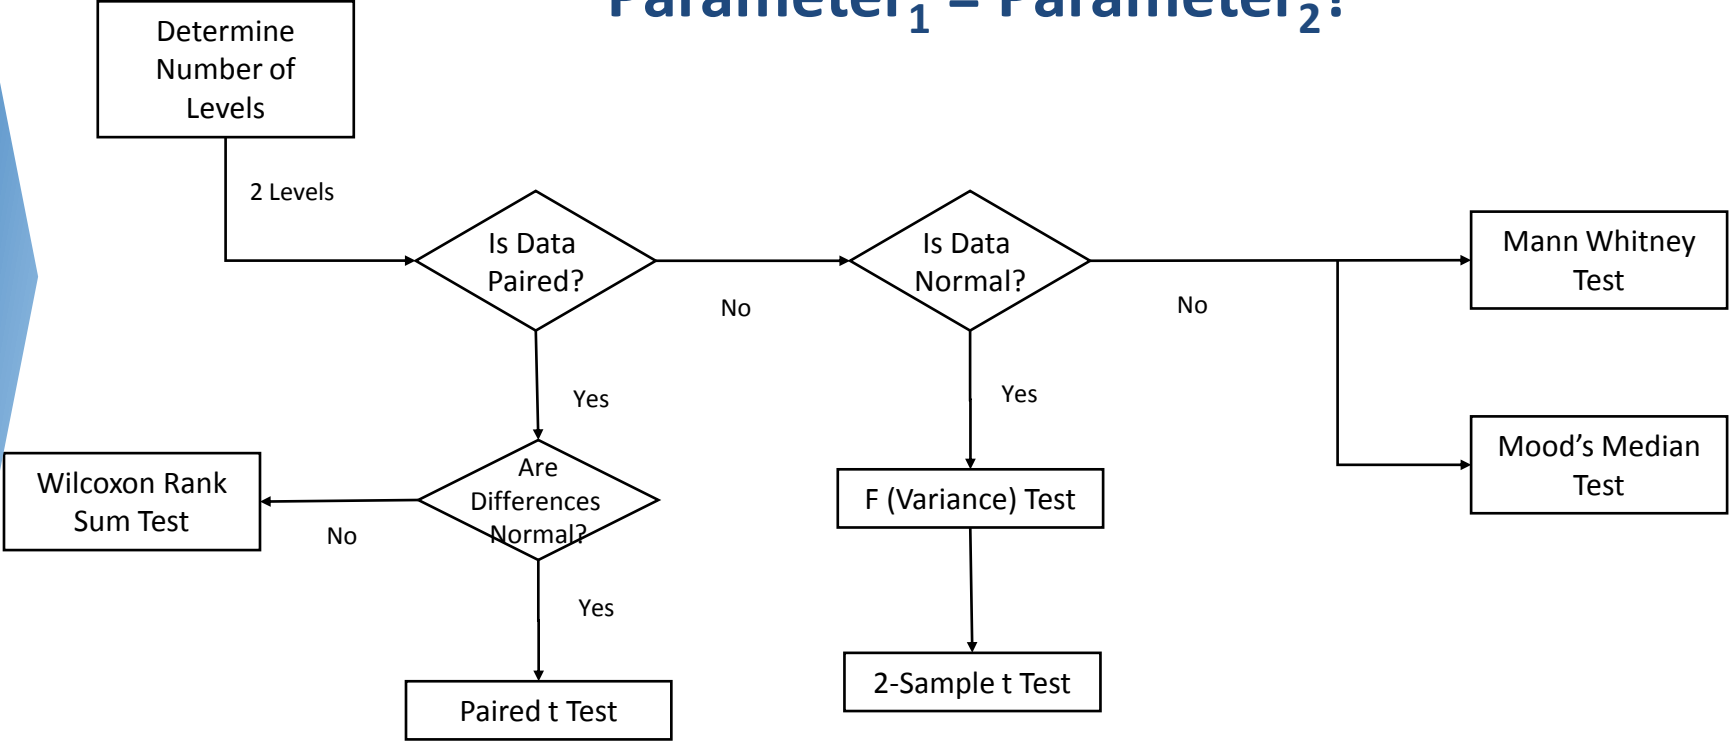 Parameter1 = Parameter2?
Determine
Number of
Levels
2 Levels
Is Data
Paired?
No
Is Data
Normal?
No
Mann Whitney
Test
Yes
Yes
Mood's Median
Test
Wilcoxon Rank
Sum Test
No
Are
Differences
Normal?
F (Variance) Test
Yes
2-Sample t Test
Paired t Test